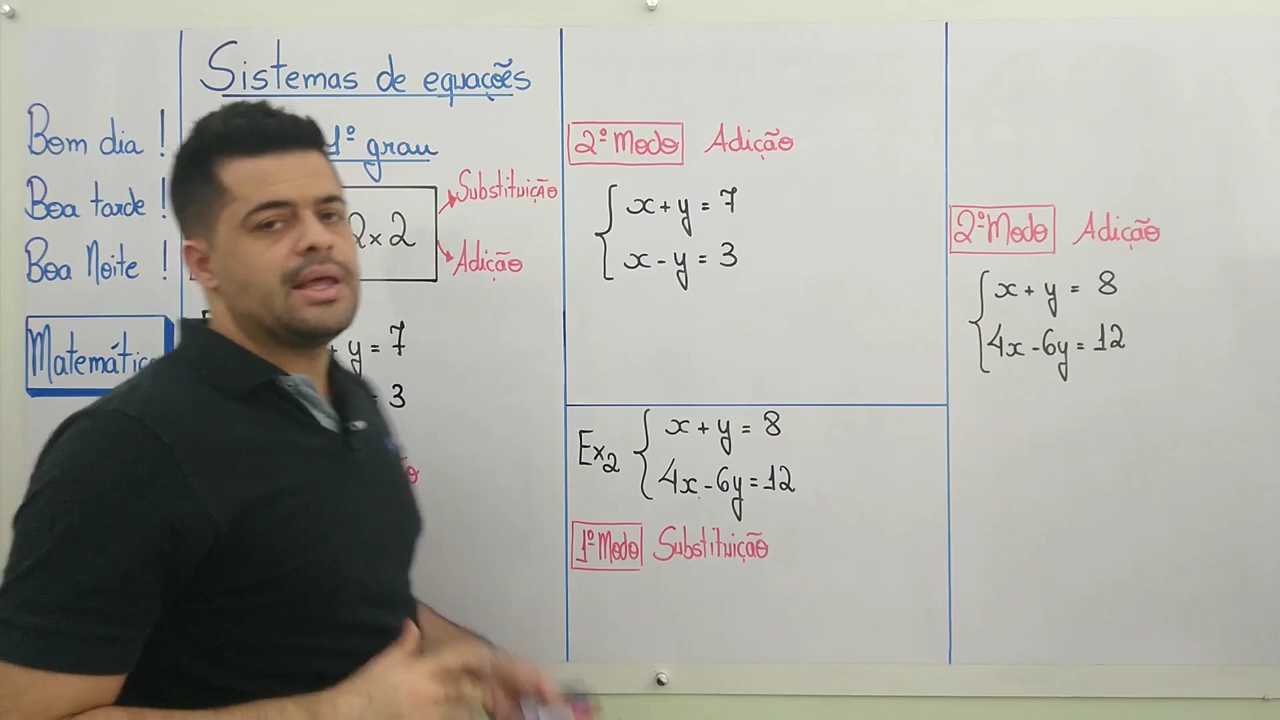 Bom dia !
Boa tarde !
Boa Noite !
Matemátic
Sistemas de equações
1º grau
2x2
Substituição
Adição
y = 7
3
2º Modo Adição
x + y = 7
x - y = 3
Ex2
x + y = 8
4x - 6y = 12
1º Modo Substituição
2º Modo Adição
x + y = 8
4x - 6y = 12